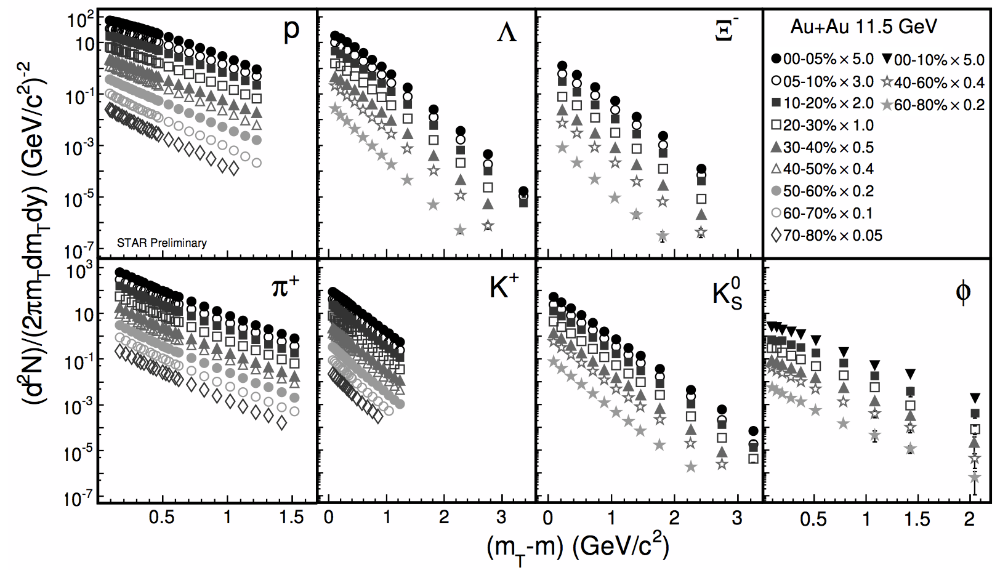 (d²N)/(2πm_T dm_T dy) (GeV/c²)⁻²
10² 10 10⁻¹ 10⁻³ 10⁻⁵ 10⁻⁷
p
STAR Preliminary
Λ
Ξ⁻
Au+Au 11.5 GeV
00-05% × 5.0
05-10% × 3.0
10-20% × 2.0
20-30% × 1.0
30-40% × 0.5
40-50% × 0.4
50-60% × 0.2
60-70% × 0.1
70-80% × 0.05
00-10% × 5.0
40-60% × 0.4
60-80% × 0.2
10³ 10 10⁻¹ 10⁻³ 10⁻⁵ 10⁻⁷
π⁺
K⁺
K⁰_S
ϕ
0.5 1 1.5
0 1 2 3
0 1 2 3
0.5 1 1.5 2
(m_T-m) (GeV/c²)